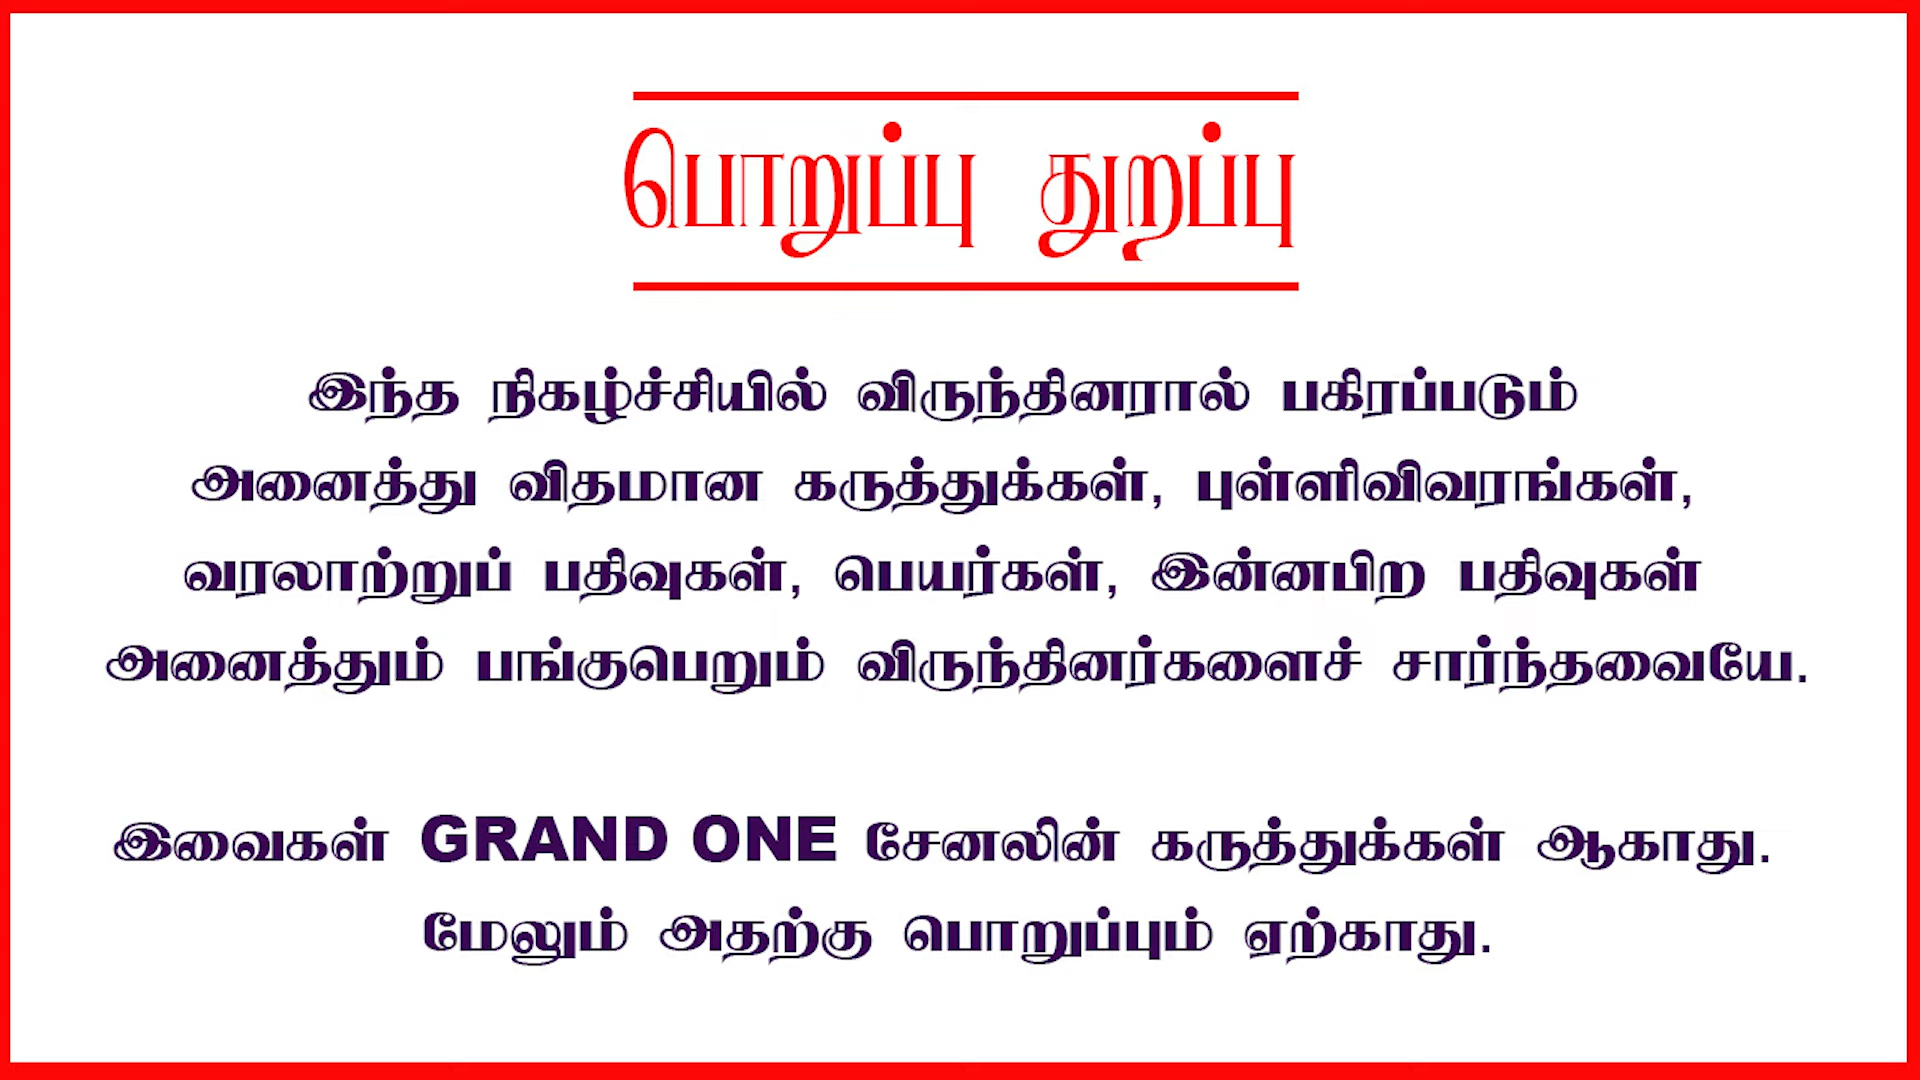 பொறுப்பு துறப்பு
இந்த நிகழ்ச்சியில் விருந்தினரால் பகிரப்படும்
அனைத்து விதமான கருத்துக்கள், புள்ளிவிவரங்கள்,
வரலாற்றுப் பதிவுகள், பெயர்கள், இன்னபிற பதிவுகள்
அனைத்தும் பங்குபெறும் விருந்தினர்களைச் சார்ந்தவையே.
இவைகள் GRAND ONE சேனலின் கருத்துக்கள் ஆகாது.
மேலும் அதற்கு பொறுப்பும் ஏற்காது.